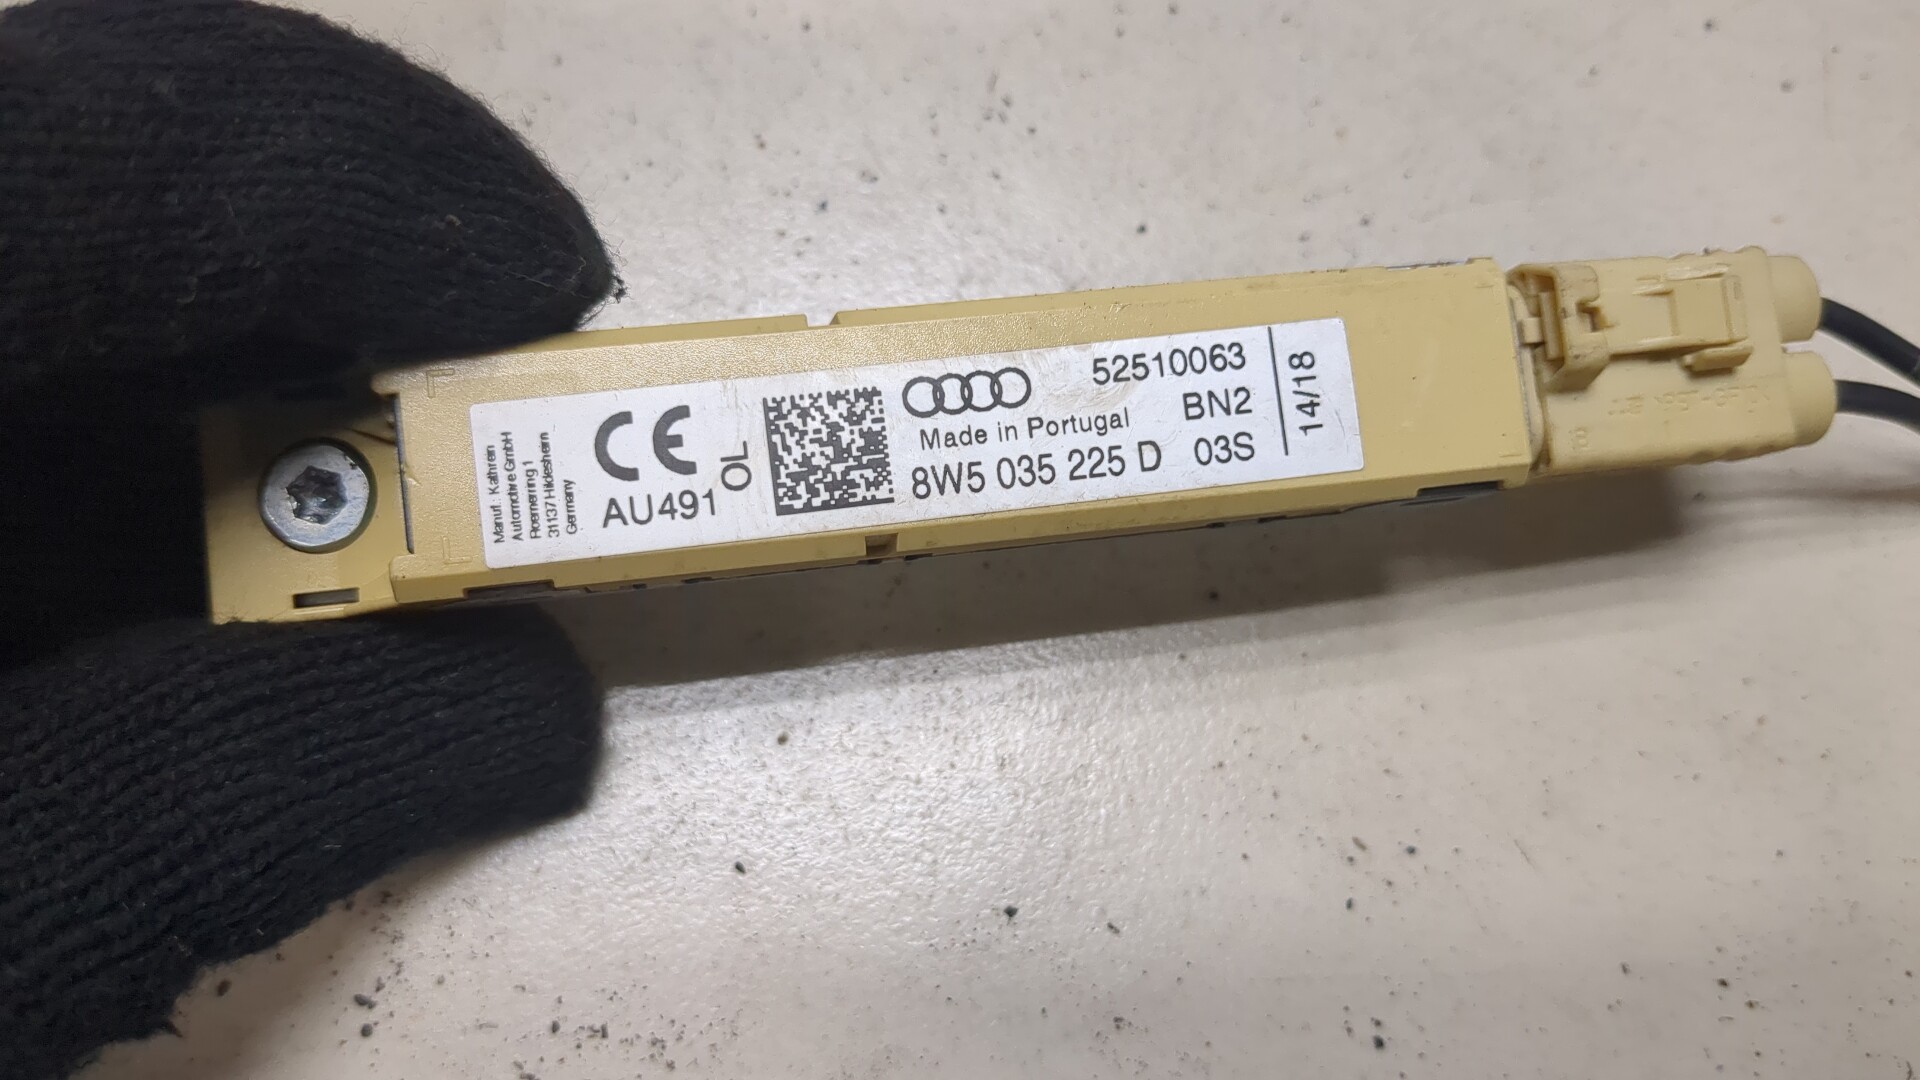 Manuf.: Kathrein
Automotive GmbH
Roemerring 1
31137 Hildesheim
Germany
CE
AU491
OL
Made in Portugal
8W5 035 225 D
52510063
BN2
03S
14/18